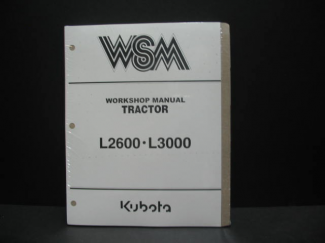 WSM
WORKSHOP MANUAL
TRACTOR
L2600·L3000
Kubota